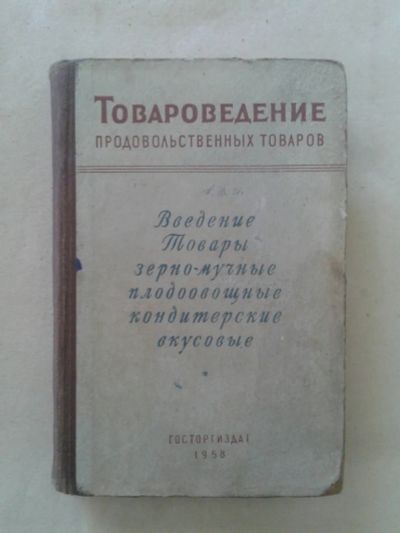 Товароведение
продовольственных товаров
Введение
Товары
зерно-мучные
плодоовощные
кондитерские
вкусовые
Госторгиздат
1958